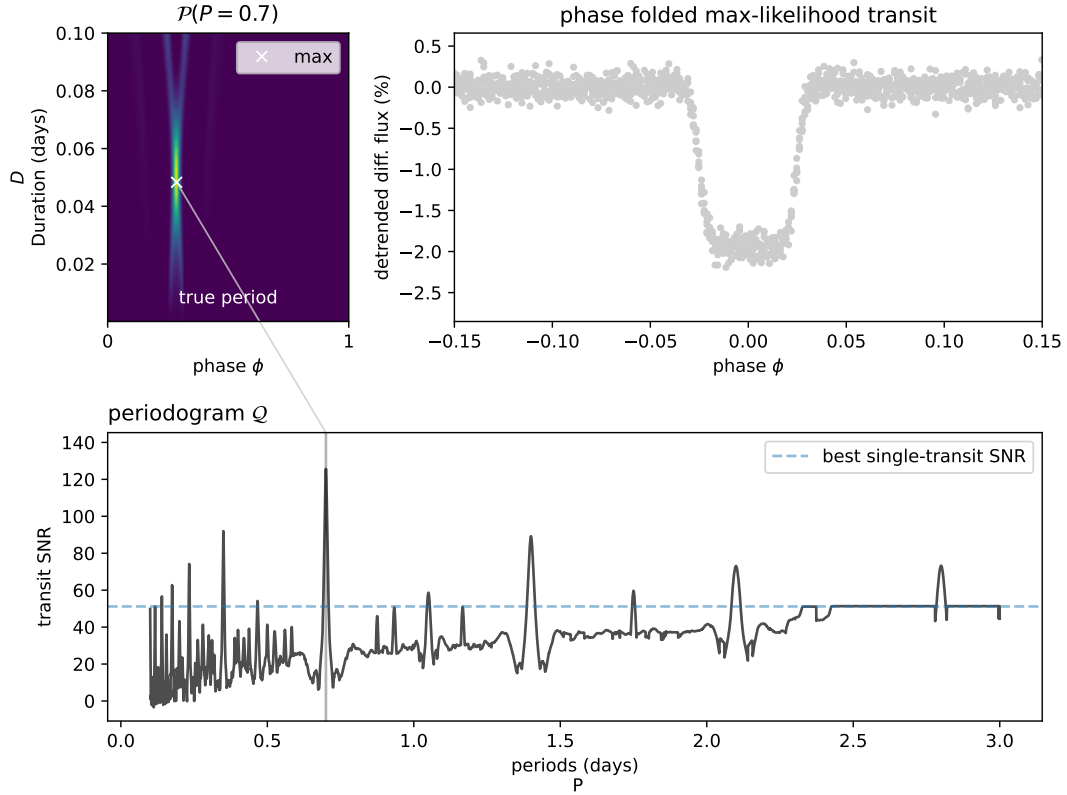 𝒫(P = 0.7)
0.10
0.08
0.06
0.04
0.02
D
Duration (days)
max
true period
0
1
phase ϕ
phase folded max-likelihood transit
0.5
0.0
−0.5
−1.0
−1.5
−2.0
−2.5
detrended diff. flux (%)
−0.15
−0.10
−0.05
0.00
0.05
0.10
0.15
phase ϕ
periodogram 𝒬
140
120
100
80
60
40
20
0
transit SNR
best single-transit SNR
0.0
0.5
1.0
1.5
2.0
2.5
3.0
periods (days)
P